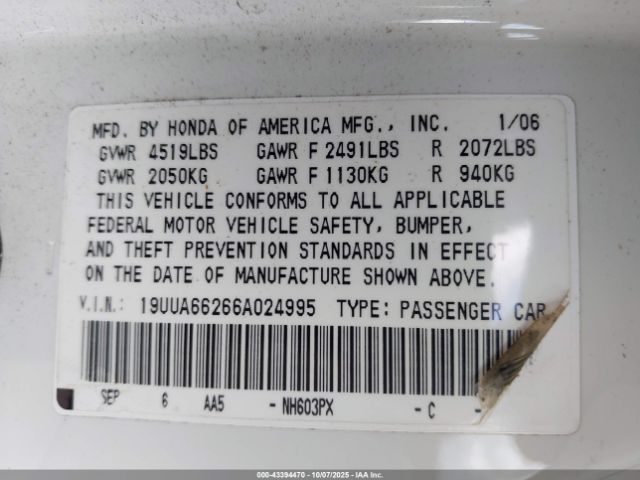 MFD. BY HONDA OF AMERICA MFG., INC. 1/06
GVWR 4519LBS GAWR F 2491LBS R 2072LBS
GVWR 2050KG GAWR F 1130KG R 940KG
THIS VEHICLE CONFORMS TO ALL APPLICABLE
FEDERAL MOTOR VEHICLE SAFETY, BUMPER,
AND THEFT PREVENTION STANDARDS IN EFFECT
ON THE DATE OF MANUFACTURE SHOWN ABOVE.
V.I.N.: 19UUA66266A024995 TYPE: PASSENGER CAR
SEP 6 AA5 - NH603PX - C -
000-43394470 | 10/07/2025 | IAAI.com